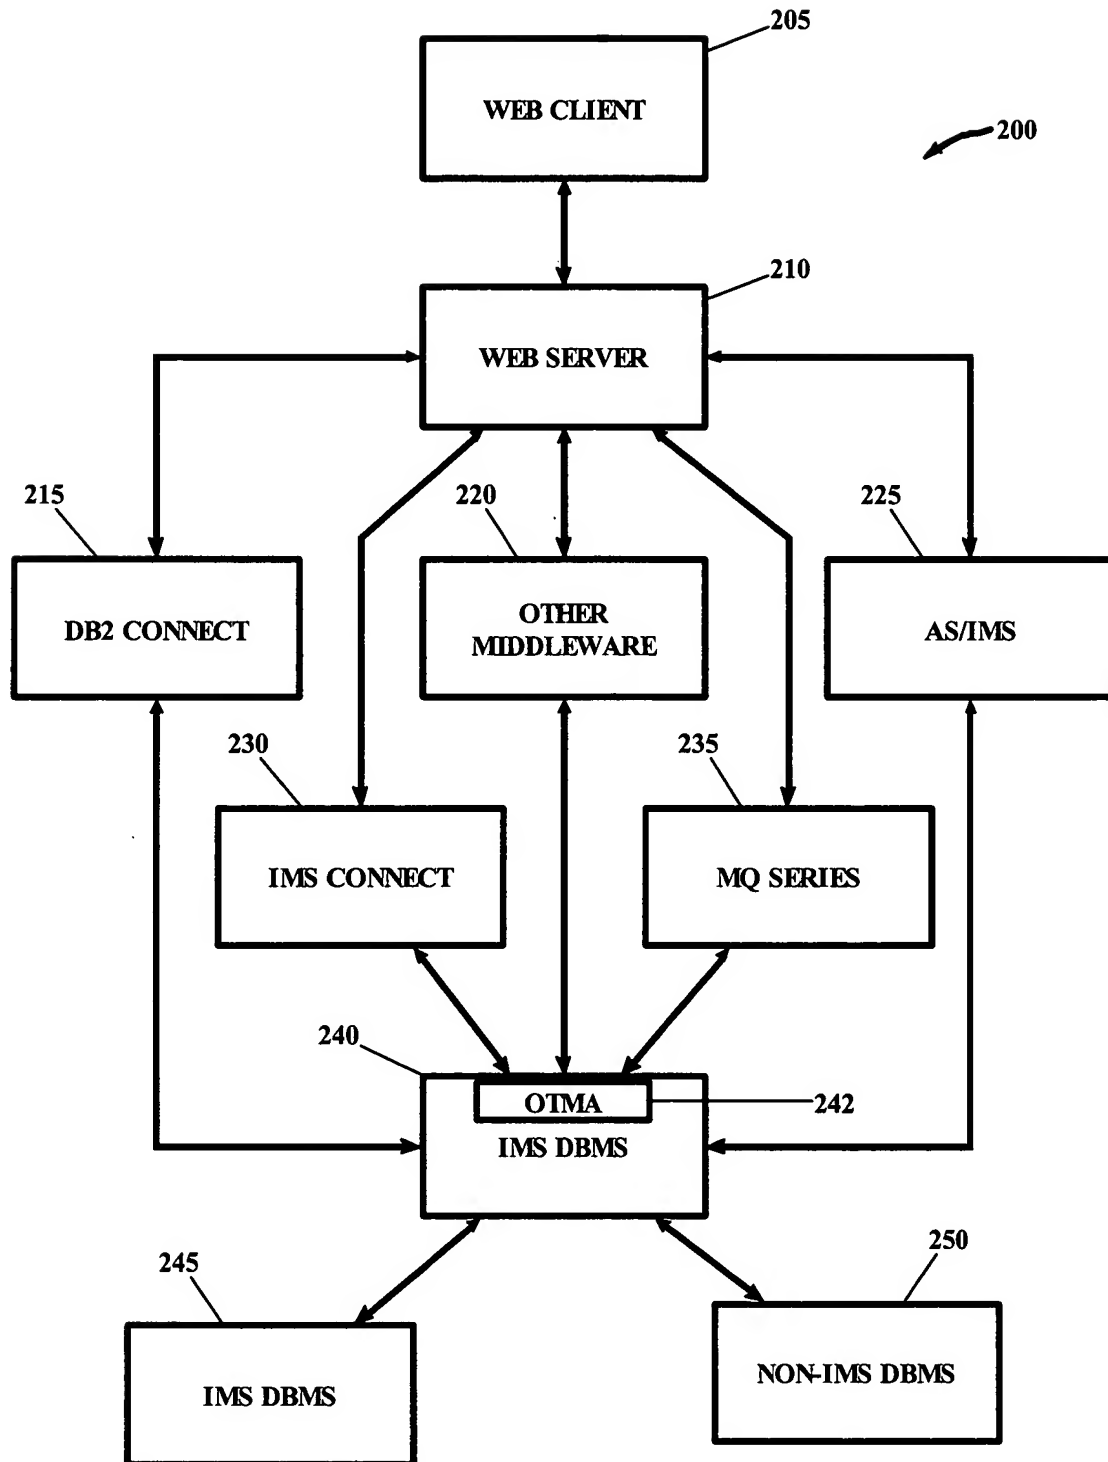 205
WEB CLIENT
200
210
WEB SERVER
215
220
225
DB2 CONNECT
OTHER
MIDDLEWARE
AS/IMS
230
235
IMS CONNECT
MQ SERIES
240
OTMA
242
IMS DBMS
245
250
IMS DBMS
NON-IMS DBMS